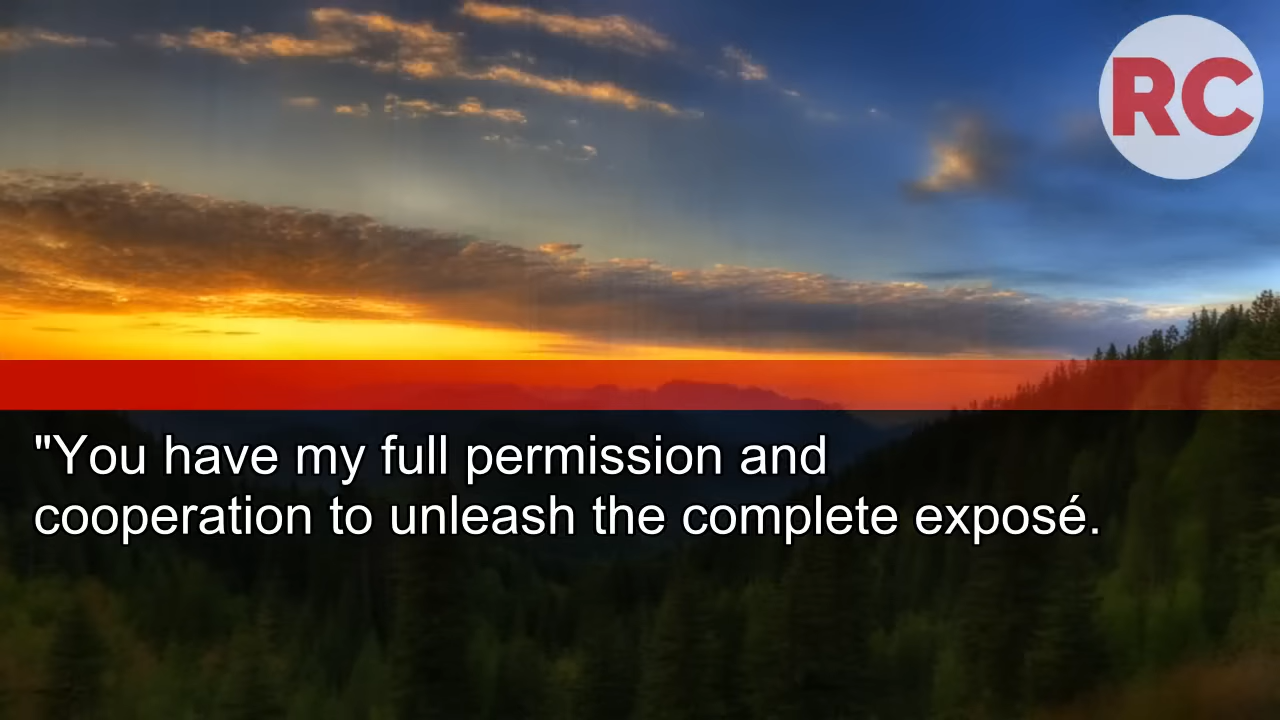 RC
"You have my full permission and
cooperation to unleash the complete exposé.